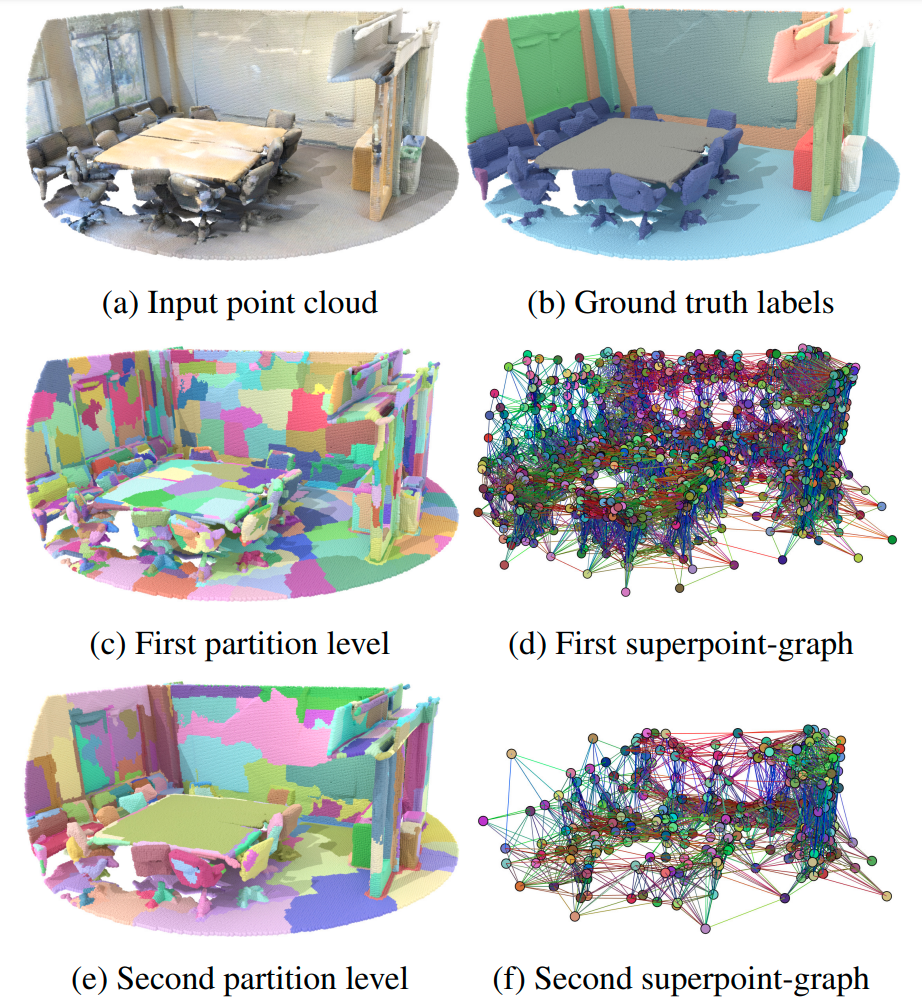 (a) Input point cloud
(b) Ground truth labels
(c) First partition level
(d) First superpoint-graph
(e) Second partition level
(f) Second superpoint-graph